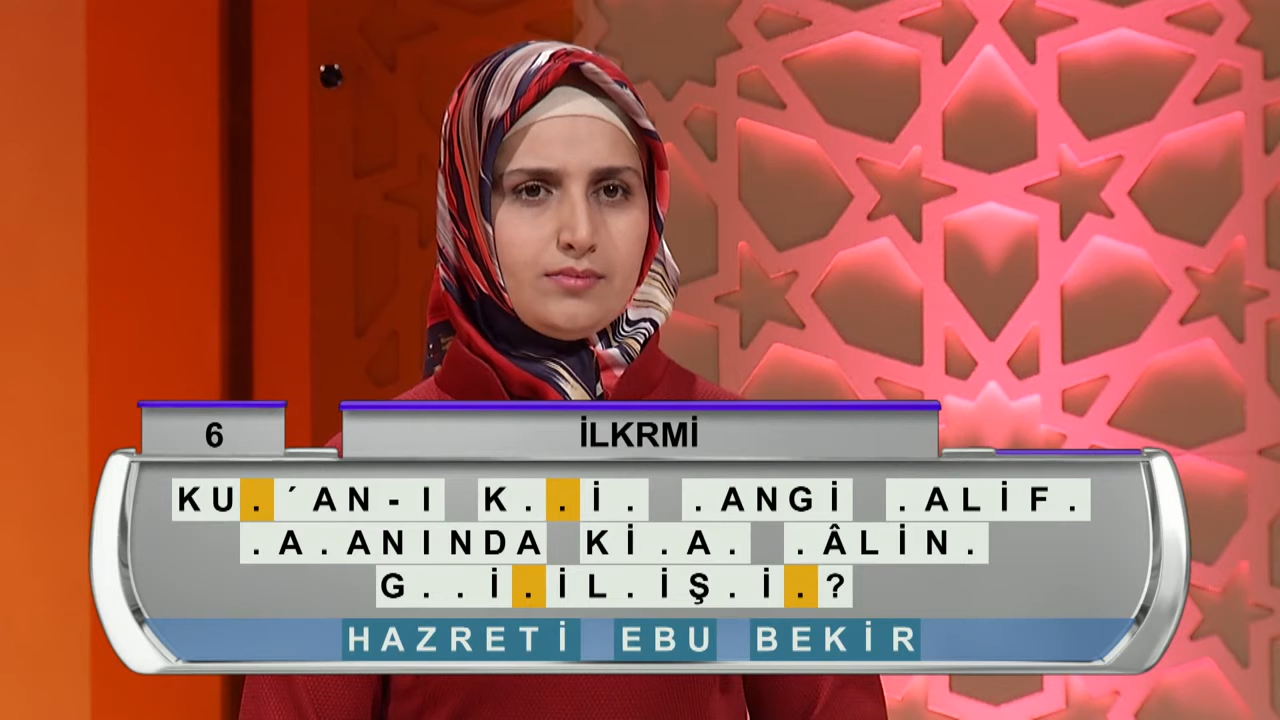 6
İLKRMİ
KU.´AN-I K..İ. .ANGİ .ALİF.
.A.ANINDA Kİ.A. .ÂLİN.
G..İ.İL.İŞ.İ.?
HAZRETİ EBU BEKİR